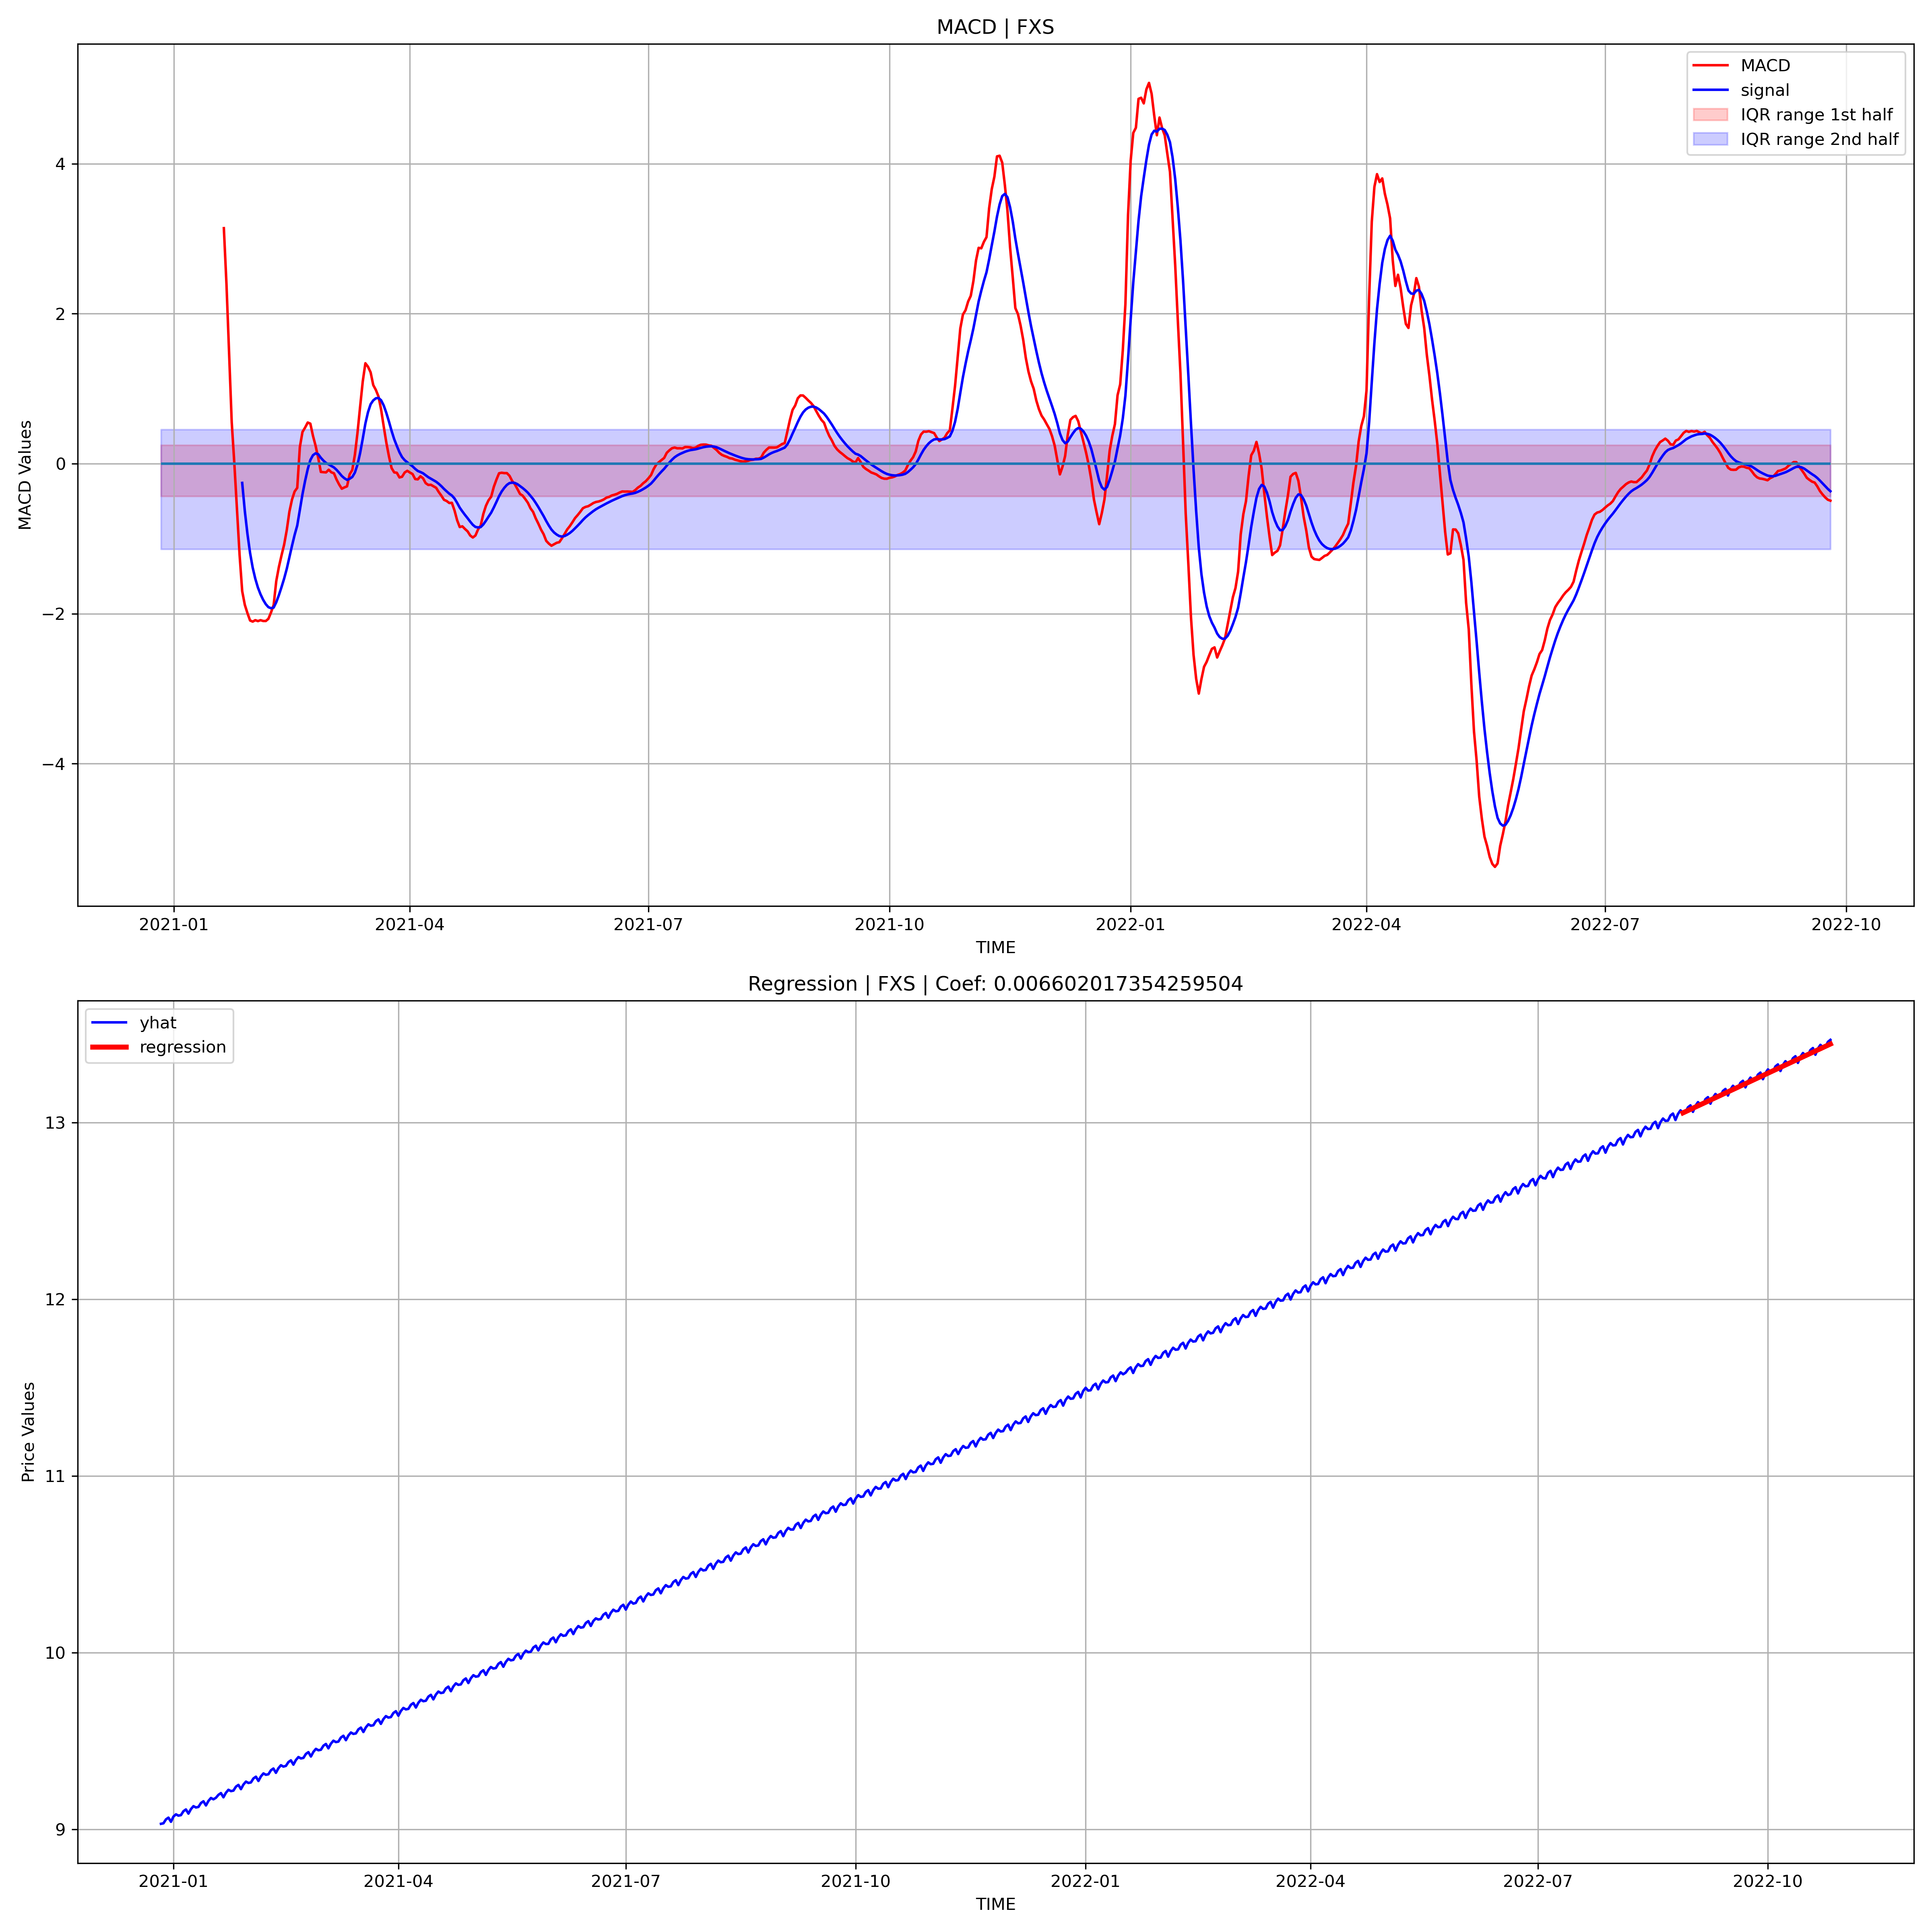 MACD | FXS
MACD
signal
IQR range 1st half
IQR range 2nd half
MACD Values
4
2
0
−2
−4
2021-01 2021-04 2021-07 2021-10 2022-01 2022-04 2022-07 2022-10
TIME
Regression | FXS | Coef: 0.006602017354259504
yhat
regression
Price Values
13
12
11
10
9
2021-01 2021-04 2021-07 2021-10 2022-01 2022-04 2022-07 2022-10
TIME